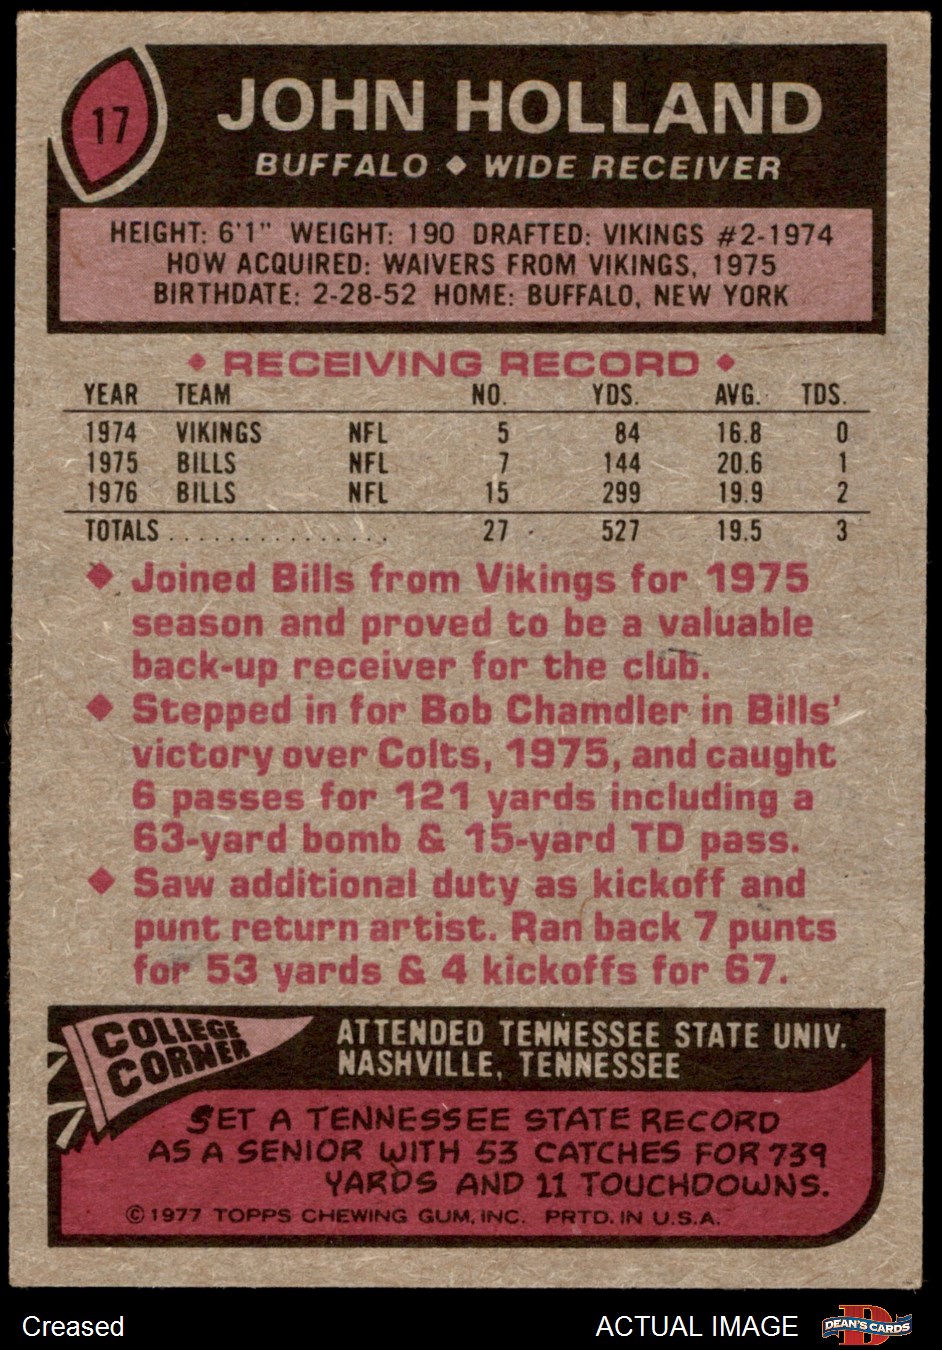 17
JOHN HOLLAND
BUFFALO ◆ WIDE RECEIVER
HEIGHT: 6'1" WEIGHT: 190 DRAFTED: VIKINGS #2-1974
HOW ACQUIRED: WAIVERS FROM VIKINGS, 1975
BIRTHDATE: 2-28-52 HOME: BUFFALO, NEW YORK
◆ RECEIVING RECORD ◆
YEAR TEAM NO. YDS. AVG. TDS.
1974 VIKINGS NFL 5 84 16.8 0
1975 BILLS NFL 7 144 20.6 1
1976 BILLS NFL 15 299 19.9 2
TOTALS ............... 27 527 19.5 3
◆ Joined Bills from Vikings for 1975
season and proved to be a valuable
back-up receiver for the club.
◆ Stepped in for Bob Chamdler in Bills'
victory over Colts, 1975, and caught
6 passes for 121 yards including a
63-yard bomb & 15-yard TD pass.
◆ Saw additional duty as kickoff and
punt return artist. Ran back 7 punts
for 53 yards & 4 kickoffs for 67.
COLLEGE
CORNER
ATTENDED TENNESSEE STATE UNIV.
NASHVILLE, TENNESSEE
SET A TENNESSEE STATE RECORD
AS A SENIOR WITH 53 CATCHES FOR 739
YARDS AND 11 TOUCHDOWNS.
©1977 TOPPS CHEWING GUM, INC. PRTD. IN U.S.A.
Creased
ACTUAL IMAGE
D
DEAN'S CARDS